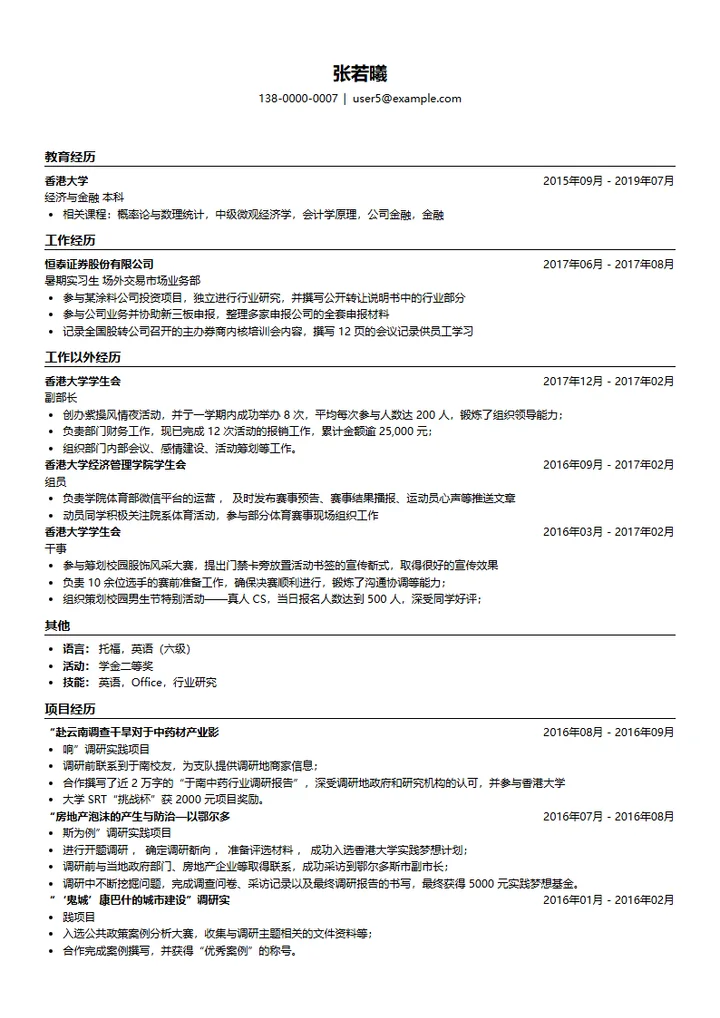 张若曦
138-0000-0007 | user5@example.com
教育经历
香港大学 2015年09月 - 2019年07月
经济与金融 本科
• 相关课程：概率论与数理统计，中级微观经济学，会计学原理，公司金融，金融
工作经历
恒泰证券股份有限公司 2017年06月 - 2017年08月
暑期实习生 场外交易市场业务部
• 参与某涂料公司投资项目，独立进行行业研究，并撰写公开转让说明书中的行业部分
• 参与公司业务并协助新三板申报，整理多家申报公司的全套申报材料
• 记录全国股转公司召开的主办券商内核培训会内容，撰写 12 页的会议记录供员工学习
工作以外经历
香港大学学生会 2017年12月 - 2017年02月
副部长
• 创办紫操风情夜活动，并于一学期内成功举办 8 次，平均每次参与人数达 200 人，锻炼了组织领导能力；
• 负责部门财务工作，现已完成 12 次活动的报销工作，累计金额逾 25,000 元；
• 组织部门内部会议、感情建设、活动筹划等工作。
香港大学经济管理学院学生会 2016年09月 - 2017年02月
组员
• 负责学院体育部微信平台的运营 ， 及时发布赛事预告、赛事结果播报、运动员心声等推送文章
• 动员同学积极关注院系体育活动，参与部分体育赛事现场组织工作
香港大学学生会 2016年03月 - 2017年02月
干事
• 参与筹划校园服饰风采大赛，提出门禁卡旁放置活动书签的宣传新式，取得很好的宣传效果
• 负责 10 余位选手的赛前准备工作，确保决赛顺利进行，锻炼了沟通协调等能力；
• 组织策划校园男生节特别活动——真人 CS，当日报名人数达到 500 人，深受同学好评；
其他
• 语言： 托福，英语（六级）
• 活动： 学金二等奖
• 技能： 英语，Office，行业研究
项目经历
“赴云南调查干旱对于中药材产业影 2016年08月 - 2016年09月
• 响”调研实践项目
• 调研前联系到于南校友，为支队提供调研地商家信息；
• 合作撰写了近 2 万字的“于南中药行业调研报告”，深受调研地政府和研究机构的认可，并参与香港大学
• 大学 SRT“挑战杯”获 2000 元项目奖励。
“房地产泡沫的产生与防治—以鄂尔多 2016年07月 - 2016年08月
• 斯为例”调研实践项目
• 进行开题调研 ， 确定调研新向 ， 准备评选材料 ， 成功入选香港大学实践梦想计划；
• 调研前与当地政府部门、房地产企业等取得联系，成功采访到鄂尔多斯市副市长；
• 调研中不断挖掘问题，完成调查问卷、采访记录以及最终调研报告的书写，最终获得 5000 元实践梦想基金。
“‘鬼城’康巴什的城市建设”调研实 2016年01月 - 2016年02月
• 践项目
• 入选公共政策案例分析大赛，收集与调研主题相关的文件资料等；
• 合作完成案例撰写，并获得“优秀案例”的称号。